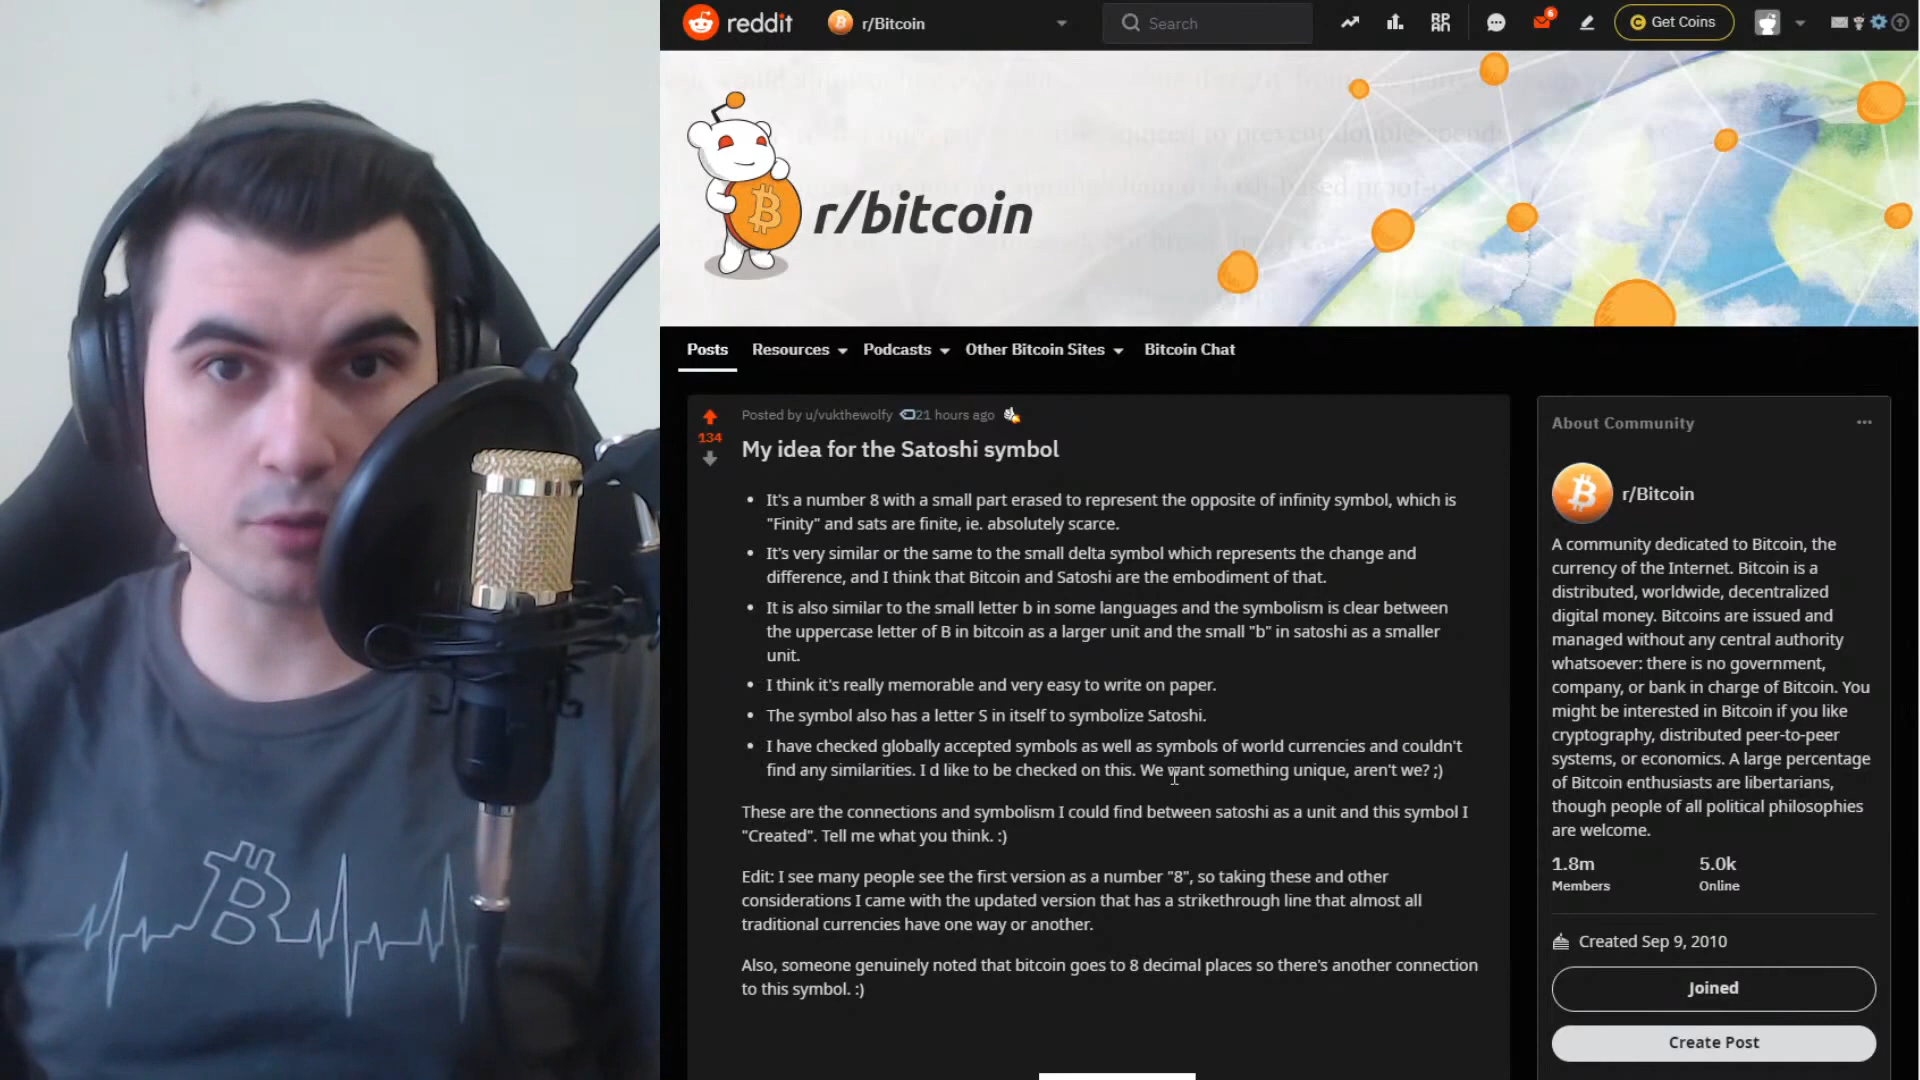 reddit
r/Bitcoin
Search
6
Get Coins
r/bitcoin
Posts
Resources
Podcasts
Other Bitcoin Sites
Bitcoin Chat
134
Posted by u/vukthewolfy 21 hours ago
My idea for the Satoshi symbol
• It's a number 8 with a small part erased to represent the opposite of infinity symbol, which is
"Finity" and sats are finite, ie. absolutely scarce.
• It's very similar or the same to the small delta symbol which represents the change and
difference, and I think that Bitcoin and Satoshi are the embodiment of that.
• It is also similar to the small letter b in some languages and the symbolism is clear between
the uppercase letter of B in bitcoin as a larger unit and the small "b" in satoshi as a smaller
unit.
• I think it's really memorable and very easy to write on paper.
• The symbol also has a letter S in itself to symbolize Satoshi.
• I have checked globally accepted symbols as well as symbols of world currencies and couldn't
find any similarities. I d like to be checked on this. We want something unique, aren't we? ;)
These are the connections and symbolism I could find between satoshi as a unit and this symbol I
"Created". Tell me what you think. :)
Edit: I see many people see the first version as a number "8", so taking these and other
considerations I came with the updated version that has a strikethrough line that almost all
traditional currencies have one way or another.
Also, someone genuinely noted that bitcoin goes to 8 decimal places so there's another connection
to this symbol. :)
About Community
r/Bitcoin
A community dedicated to Bitcoin, the
currency of the Internet. Bitcoin is a
distributed, worldwide, decentralized
digital money. Bitcoins are issued and
managed without any central authority
whatsoever: there is no government,
company, or bank in charge of Bitcoin. You
might be interested in Bitcoin if you like
cryptography, distributed peer-to-peer
systems, or economics. A large percentage
of Bitcoin enthusiasts are libertarians,
though people of all political philosophies
are welcome.
1.8m
Members
5.0k
Online
Created Sep 9, 2010
Joined
Create Post